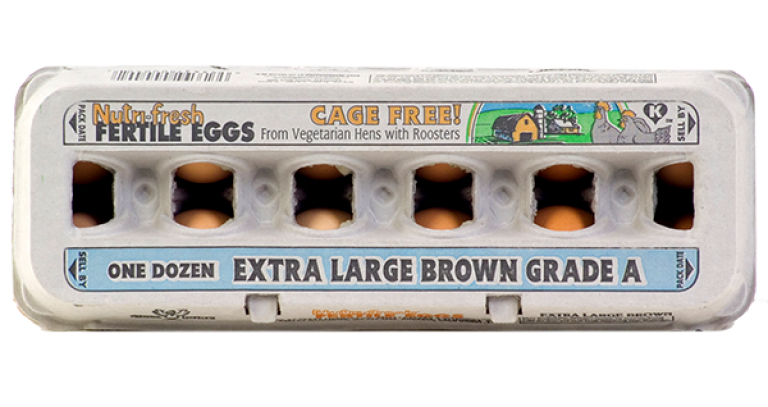 PACK DATE
Nutri-fresh
FERTILE EGGS
CAGE FREE!
From Vegetarian Hens with Roosters
K
SELL BY
SELL BY
ONE DOZEN
EXTRA LARGE BROWN GRADE A
PACK DATE
EXTRA LARGE BROWN